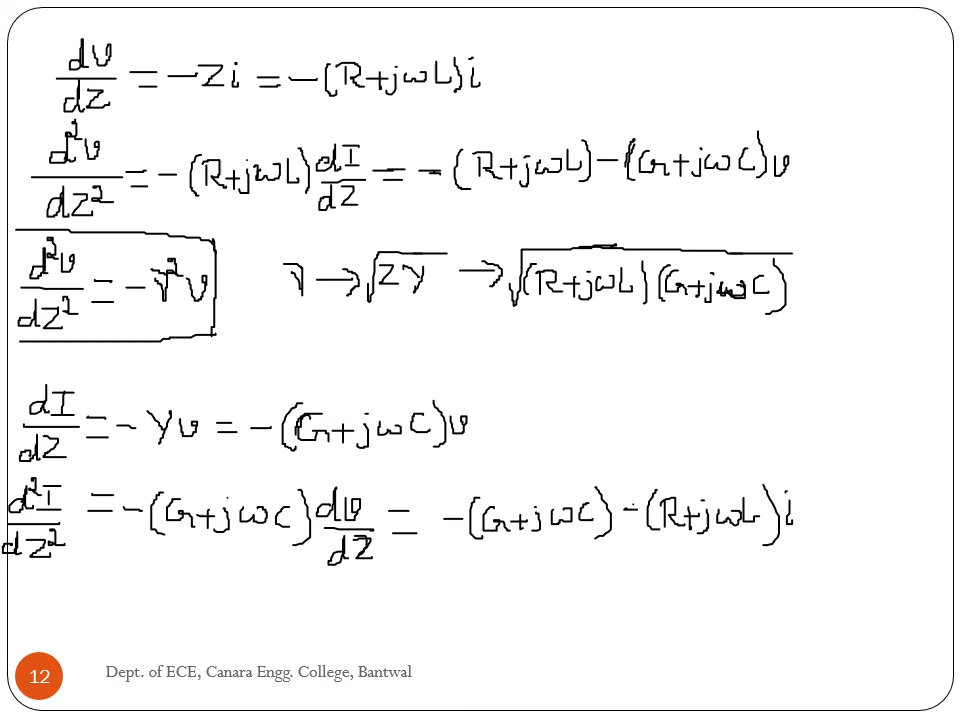 dv/dz = -Zi = -(R+jωL)i
d²v/dz² = -(R+jωL) dI/dz = -(R+jωL)-(G+jωC)v
d²v/dz² = -γ²v γ → √ZY → √(R+jωL)(G+jωC)
dI/dz = -Yv = -(G+jωC)v
d²I/dz² = -(G+jωC) dv/dz = -(G+jωC)-(R+jωL)i
12 Dept. of ECE, Canara Engg. College, Bantwal